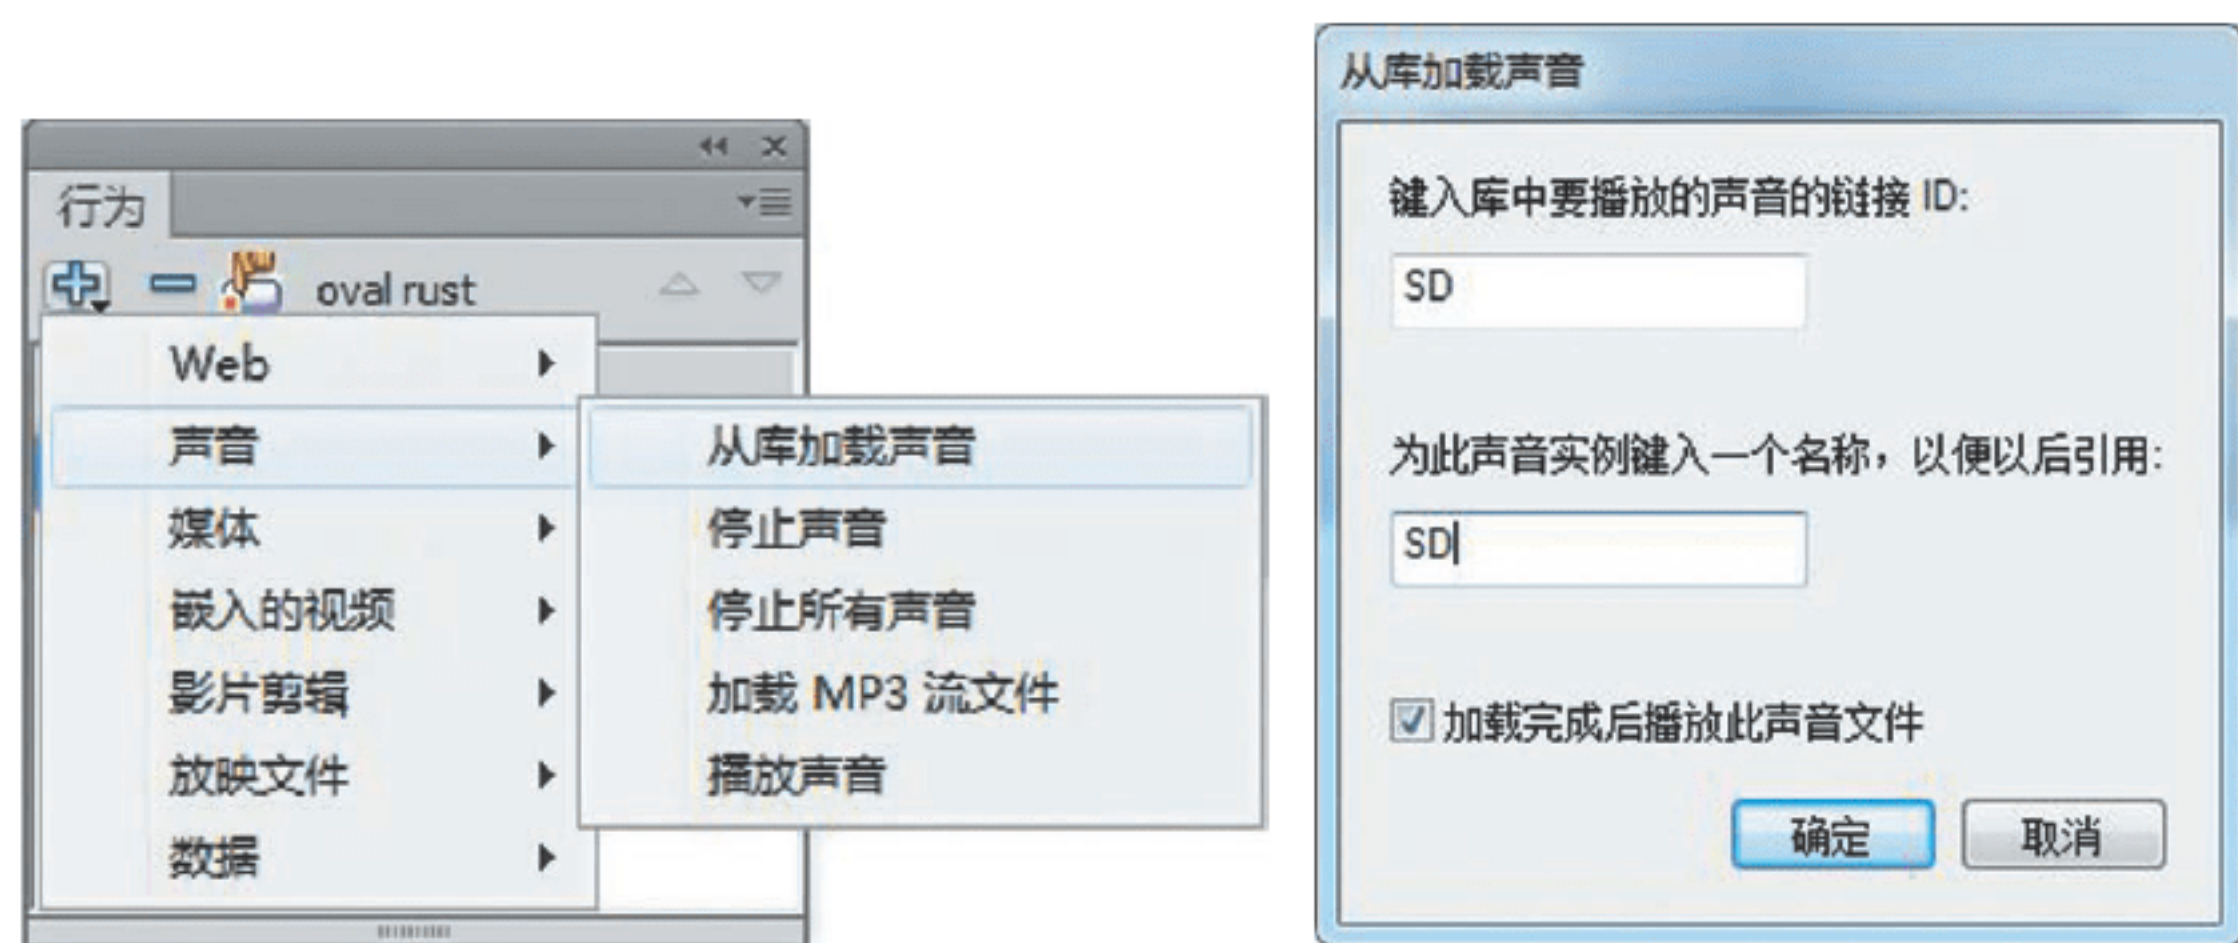 行为
oval rust
Web
声音
媒体
嵌入的视频
影片剪辑
放映文件
数据
从库加载声音
停止声音
停止所有声音
加载 MP3 流文件
播放声音
从库加载声音
键入库中要播放的声音的链接 ID:
SD
为此声音实例键入一个名称，以便以后引用:
SD
加载完成后播放此声音文件
确定 取消